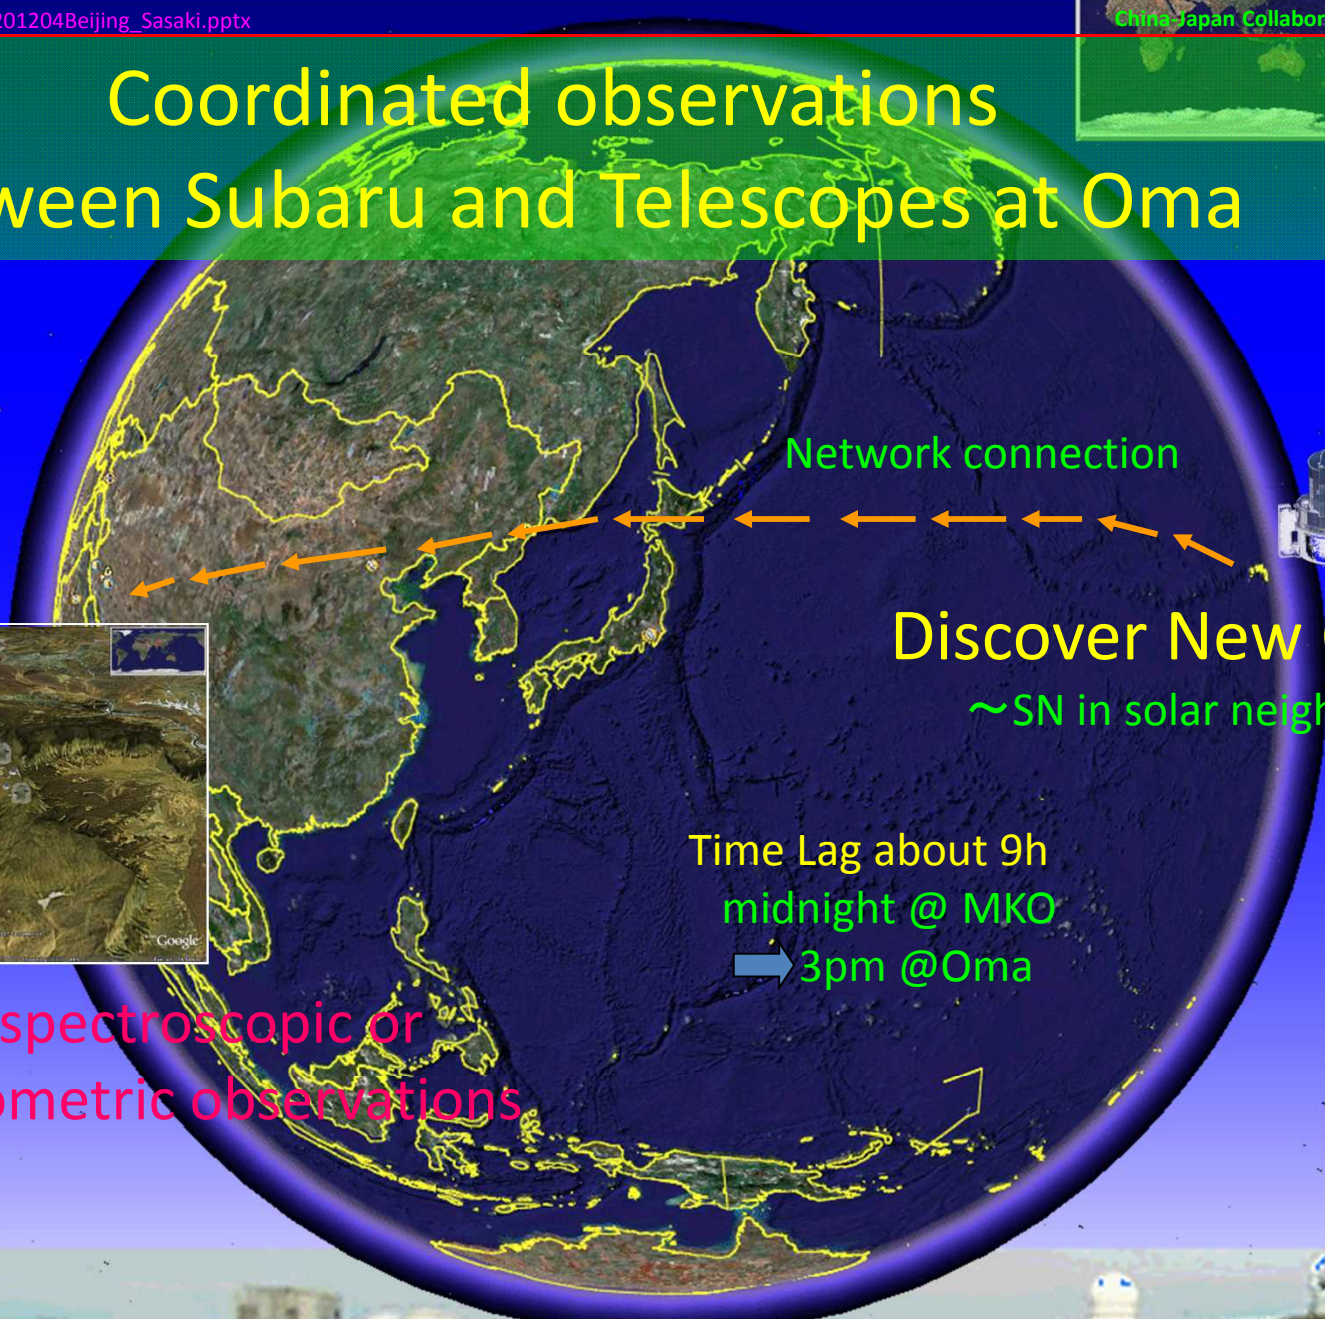 201204Beijing_Sasaki.pptx
China-Japan Collabor
Coordinated observations
ween Subaru and Telescopes at Oma
Network connection
Discover New
～SN in solar neigh
Google
Time Lag about 9h
midnight @ MKO
3pm @Oma
spectroscopic or
ometric observations